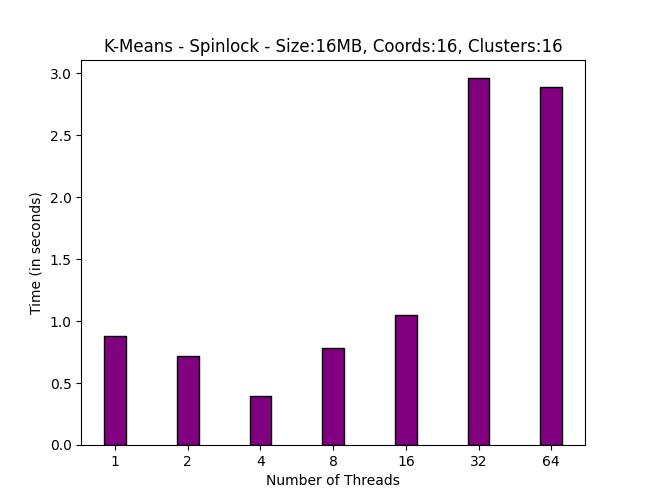 K-Means - Spinlock - Size:16MB, Coords:16, Clusters:16
3.0
2.5
2.0
1.5
1.0
0.5
0.0
Time (in seconds)
1 2 4 8 16 32 64
Number of Threads